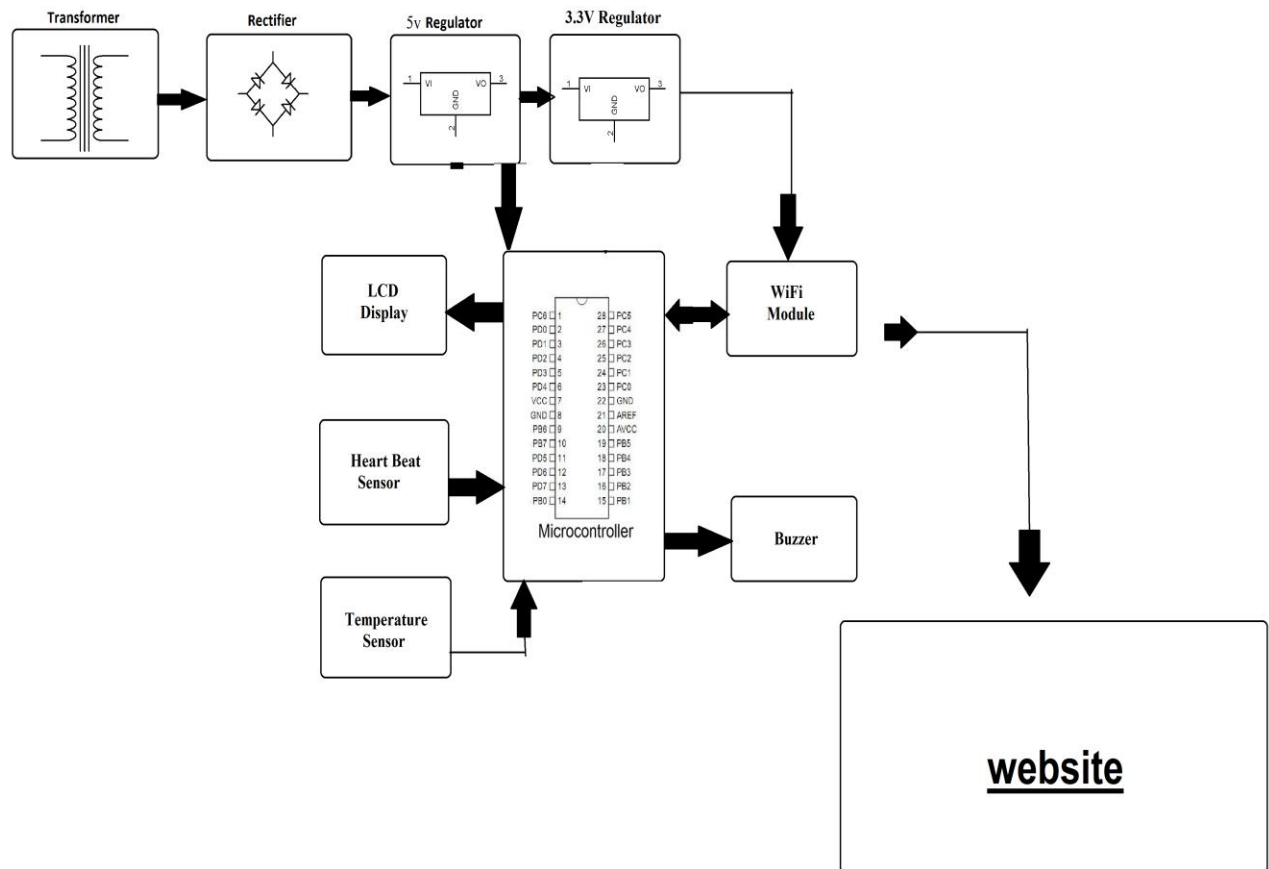 Transformer
Rectifier
5v Regulator
3.3V Regulator
1 VI VO 3
GND
2
1 VI VO 3
GND
2
LCD
Display
WiFi
Module
PC6 1 28 PC5
PD0 2 27 PC4
PD1 3 26 PC3
PD2 4 25 PC2
PD3 5 24 PC1
PD4 6 23 PC0
VCC 7 22 GND
GND 8 21 AREF
PB6 9 20 AVCC
PB7 10 19 PB5
PD5 11 18 PB4
PD6 12 17 PB3
PD7 13 16 PB2
PB0 14 15 PB1
Microcontroller
Heart Beat
Sensor
Buzzer
Temperature
Sensor
website